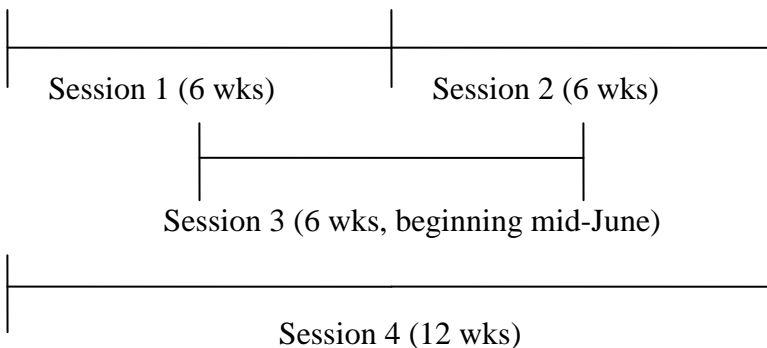 Session 1 (6 wks) Session 2 (6 wks)
Session 3 (6 wks, beginning mid-June)
Session 4 (12 wks)